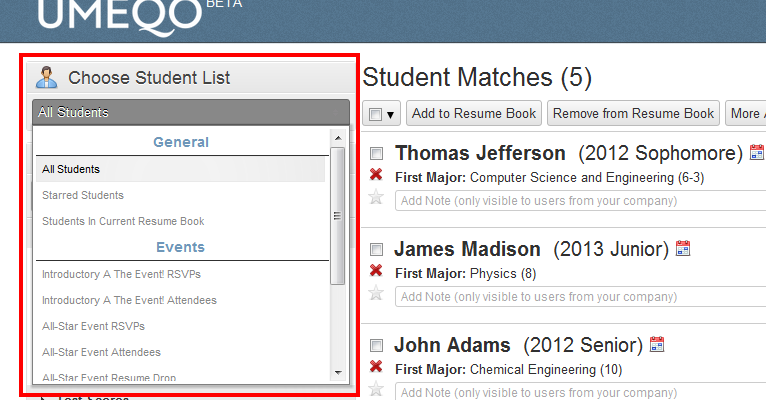 UMEQO BETA
Choose Student List
All Students
General
All Students
Starred Students
Students In Current Resume Book
Events
Introductory A The Event! RSVPs
Introductory A The Event! Attendees
All-Star Event RSVPs
All-Star Event Attendees
All-Star Event Resume Drop
Student Matches (5)
Add to Resume Book Remove from Resume Book More
Thomas Jefferson (2012 Sophomore)
First Major: Computer Science and Engineering (6-3)
Add Note (only visible to users from your company)
James Madison (2013 Junior)
First Major: Physics (8)
Add Note (only visible to users from your company)
John Adams (2012 Senior)
First Major: Chemical Engineering (10)
Add Note (only visible to users from your company)